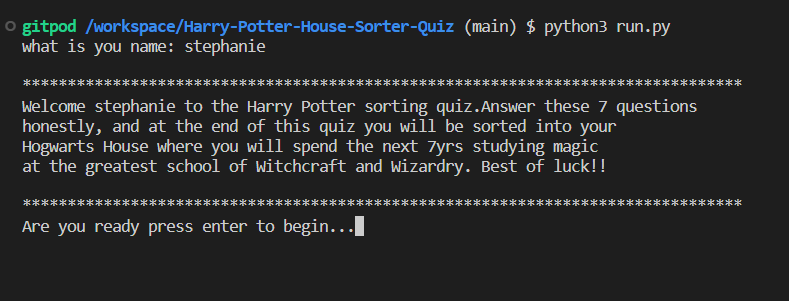 gitpod /workspace/Harry-Potter-House-Sorter-Quiz (main) $ python3 run.py
what is you name: stephanie
********************************************************************************
Welcome stephanie to the Harry Potter sorting quiz.Answer these 7 questions
honestly, and at the end of this quiz you will be sorted into your
Hogwarts House where you will spend the next 7yrs studying magic
at the greatest school of Witchcraft and Wizardry. Best of luck!!
********************************************************************************
Are you ready press enter to begin...